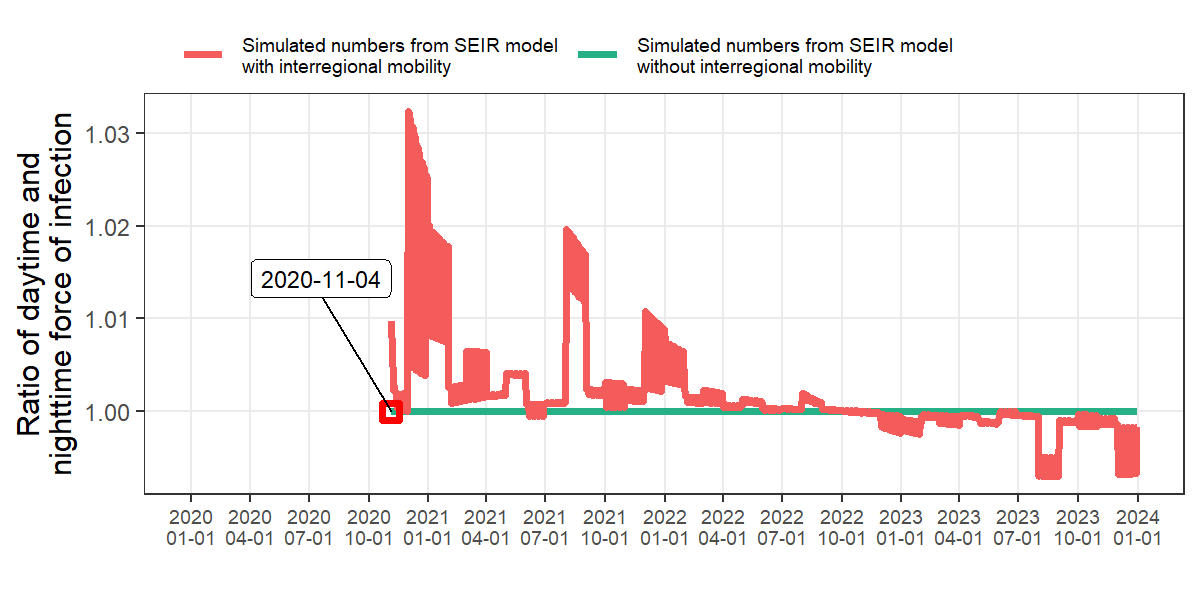 Simulated numbers from SEIR model
with interregional mobility
Simulated numbers from SEIR model
without interregional mobility
Ratio of daytime and
nighttime force of infection
1.03
1.02
1.01
1.00
2020-11-04
2020 2020 2020 2020 2021 2021 2021 2021 2022 2022 2022 2022 2023 2023 2023 2023 2024
01-01 04-01 07-01 10-01 01-01 04-01 07-01 10-01 01-01 04-01 07-01 10-01 01-01 04-01 07-01 10-01 01-01